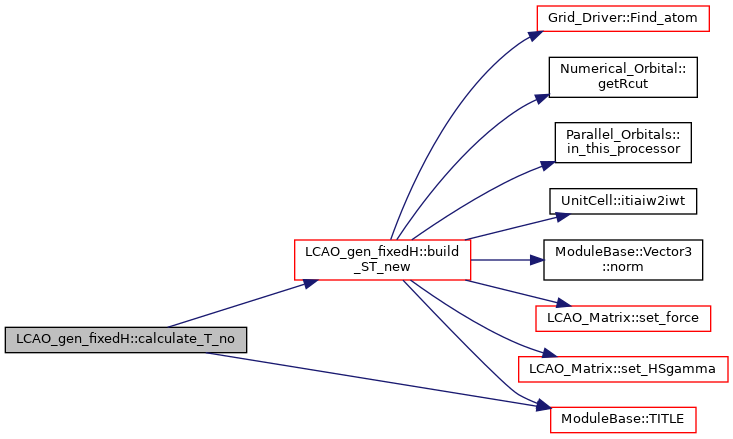 Grid_Driver::Find_atom
Numerical_Orbital::
getRcut
Parallel_Orbitals::
in_this_processor
UnitCell::itiaiw2iwt
LCAO_gen_fixedH::build
_ST_new
ModuleBase::Vector3
::norm
LCAO_Matrix::set_force
LCAO_gen_fixedH::calculate_T_no
LCAO_Matrix::set_HSgamma
ModuleBase::TITLE